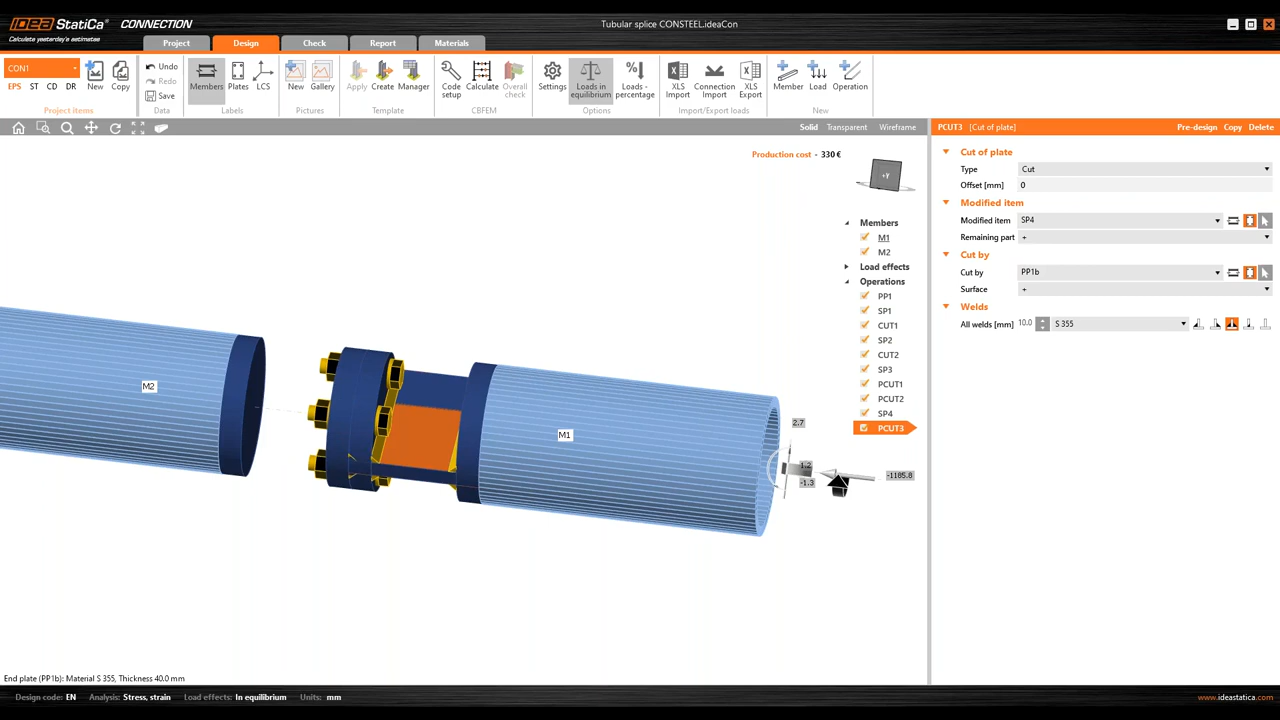 IDEA StatiCa® CONNECTION
Calculate yesterday's estimates
Tubular splice CONSTEEL.ideaCon
Project Design Check Report Materials
CON1
EPS ST CD DR
New Copy
Project items
Undo
Redo
Save
Data
Members Plates LCS
Labels
New Gallery
Pictures
Apply Create Manager
Template
Code setup Calculate Overall check
CBFEM
Settings Loads in equilibrium Loads - percentage
Options
XLS Import Connection Import XLS Export
Import/Export loads
Member Load Operation
New
Solid Transparent Wireframe
Production cost - 330 €
+Y
Members
M1
M2
Load effects
Operations
PP1
SP1
CUT1
SP2
CUT2
SP3
PCUT1
PCUT2
SP4
PCUT3
M2
M1
2.7
1.2
-1.3
-1185.8
PCUT3 [Cut of plate] Pre-design Copy Delete
Cut of plate
Type Cut
Offset [mm] 0
Modified item
Modified item SP4
Remaining part +
Cut by
Cut by PP1b
Surface +
Welds
All welds [mm] 10.0 S 355
End plate (PP1b): Material S 355, Thickness 40.0 mm
Design code: EN Analysis: Stress, strain Load effects: In equilibrium Units: mm
www.ideastatica.com